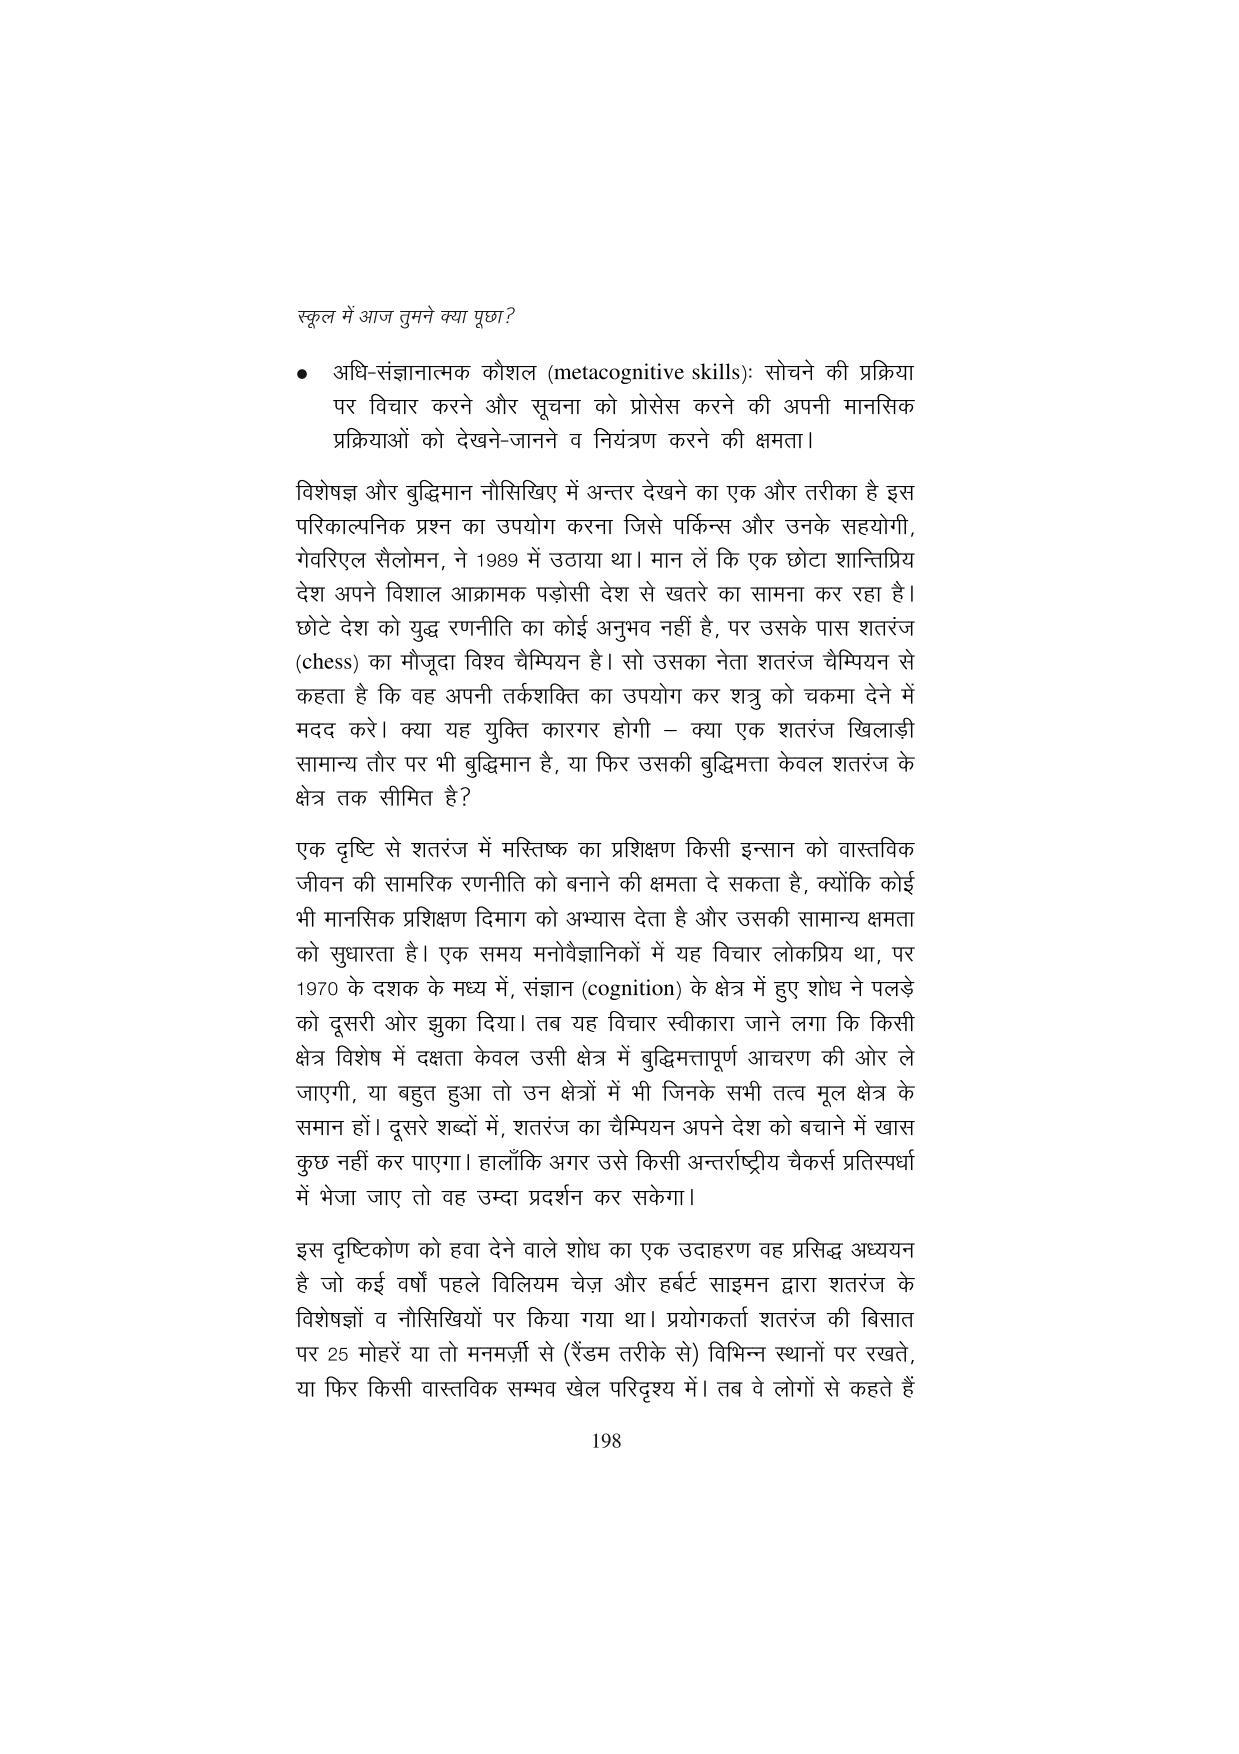 स्कूल में आज तुमने क्या पूछा?
● अधि-संज्ञानात्मक कौशल (metacognitive skills): सोचने की प्रक्रिया
पर विचार करने और सूचना को प्रोसेस करने की अपनी मानसिक
प्रक्रियाओं को देखने-जानने व नियंत्रण करने की क्षमता।
विशेषज्ञ और बुद्धिमान नौसिखिए में अन्तर देखने का एक और तरीका है इस
परिकाल्पनिक प्रश्न का उपयोग करना जिसे पर्किन्स और उनके सहयोगी,
गेवरिएल सैलोमन, ने 1989 में उठाया था। मान लें कि एक छोटा शान्तिप्रिय
देश अपने विशाल आक्रामक पड़ोसी देश से खतरे का सामना कर रहा है।
छोटे देश को युद्ध रणनीति का कोई अनुभव नहीं है, पर उसके पास शतरंज
(chess) का मौजूदा विश्व चैम्पियन है। सो उसका नेता शतरंज चैम्पियन से
कहता है कि वह अपनी तर्कशक्ति का उपयोग कर शत्रु को चकमा देने में
मदद करे। क्या यह युक्ति कारगर होगी – क्या एक शतरंज खिलाड़ी
सामान्य तौर पर भी बुद्धिमान है, या फिर उसकी बुद्धिमत्ता केवल शतरंज के
क्षेत्र तक सीमित है?
एक दृष्टि से शतरंज में मस्तिष्क का प्रशिक्षण किसी इन्सान को वास्तविक
जीवन की सामरिक रणनीति को बनाने की क्षमता दे सकता है, क्योंकि कोई
भी मानसिक प्रशिक्षण दिमाग को अभ्यास देता है और उसकी सामान्य क्षमता
को सुधारता है। एक समय मनोवैज्ञानिकों में यह विचार लोकप्रिय था, पर
1970 के दशक के मध्य में, संज्ञान (cognition) के क्षेत्र में हुए शोध ने पलड़े
को दूसरी ओर झुका दिया। तब यह विचार स्वीकारा जाने लगा कि किसी
क्षेत्र विशेष में दक्षता केवल उसी क्षेत्र में बुद्धिमत्तापूर्ण आचरण की ओर ले
जाएगी, या बहुत हुआ तो उन क्षेत्रों में भी जिनके सभी तत्व मूल क्षेत्र के
समान हों। दूसरे शब्दों में, शतरंज का चैम्पियन अपने देश को बचाने में खास
कुछ नहीं कर पाएगा। हालाँकि अगर उसे किसी अन्तर्राष्ट्रीय चैकर्स प्रतिस्पर्धा
में भेजा जाए तो वह उम्दा प्रदर्शन कर सकेगा।
इस दृष्टिकोण को हवा देने वाले शोध का एक उदाहरण वह प्रसिद्ध अध्ययन
है जो कई वर्षों पहले विलियम चेज़ और हर्बर्ट साइमन द्वारा शतरंज के
विशेषज्ञों व नौसिखियों पर किया गया था। प्रयोगकर्ता शतरंज की बिसात
पर 25 मोहरें या तो मनमर्ज़ी से (रैंडम तरीके से) विभिन्न स्थानों पर रखते,
या फिर किसी वास्तविक सम्भव खेल परिदृश्य में। तब वे लोगों से कहते हैं
198